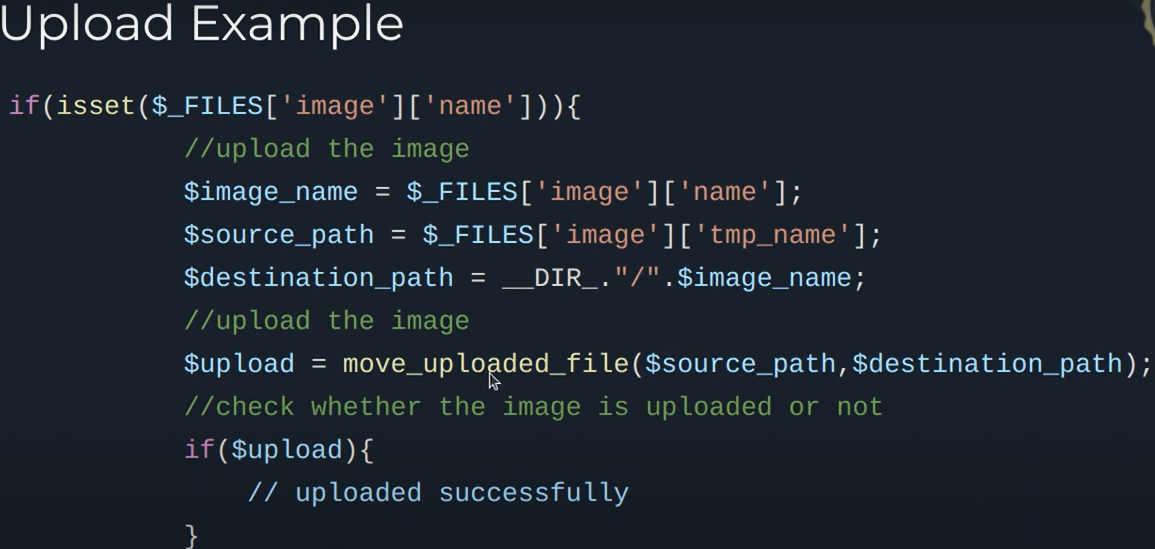 Upload Example
if(isset($_FILES['image']['name'])){
//upload the image
$image_name = $_FILES['image']['name'];
$source_path = $_FILES['image']['tmp_name'];
$destination_path = __DIR_."/".$image_name;
//upload the image
$upload = move_uploaded_file($source_path,$destination_path);
//check whether the image is uploaded or not
if($upload){
// uploaded successfully
}